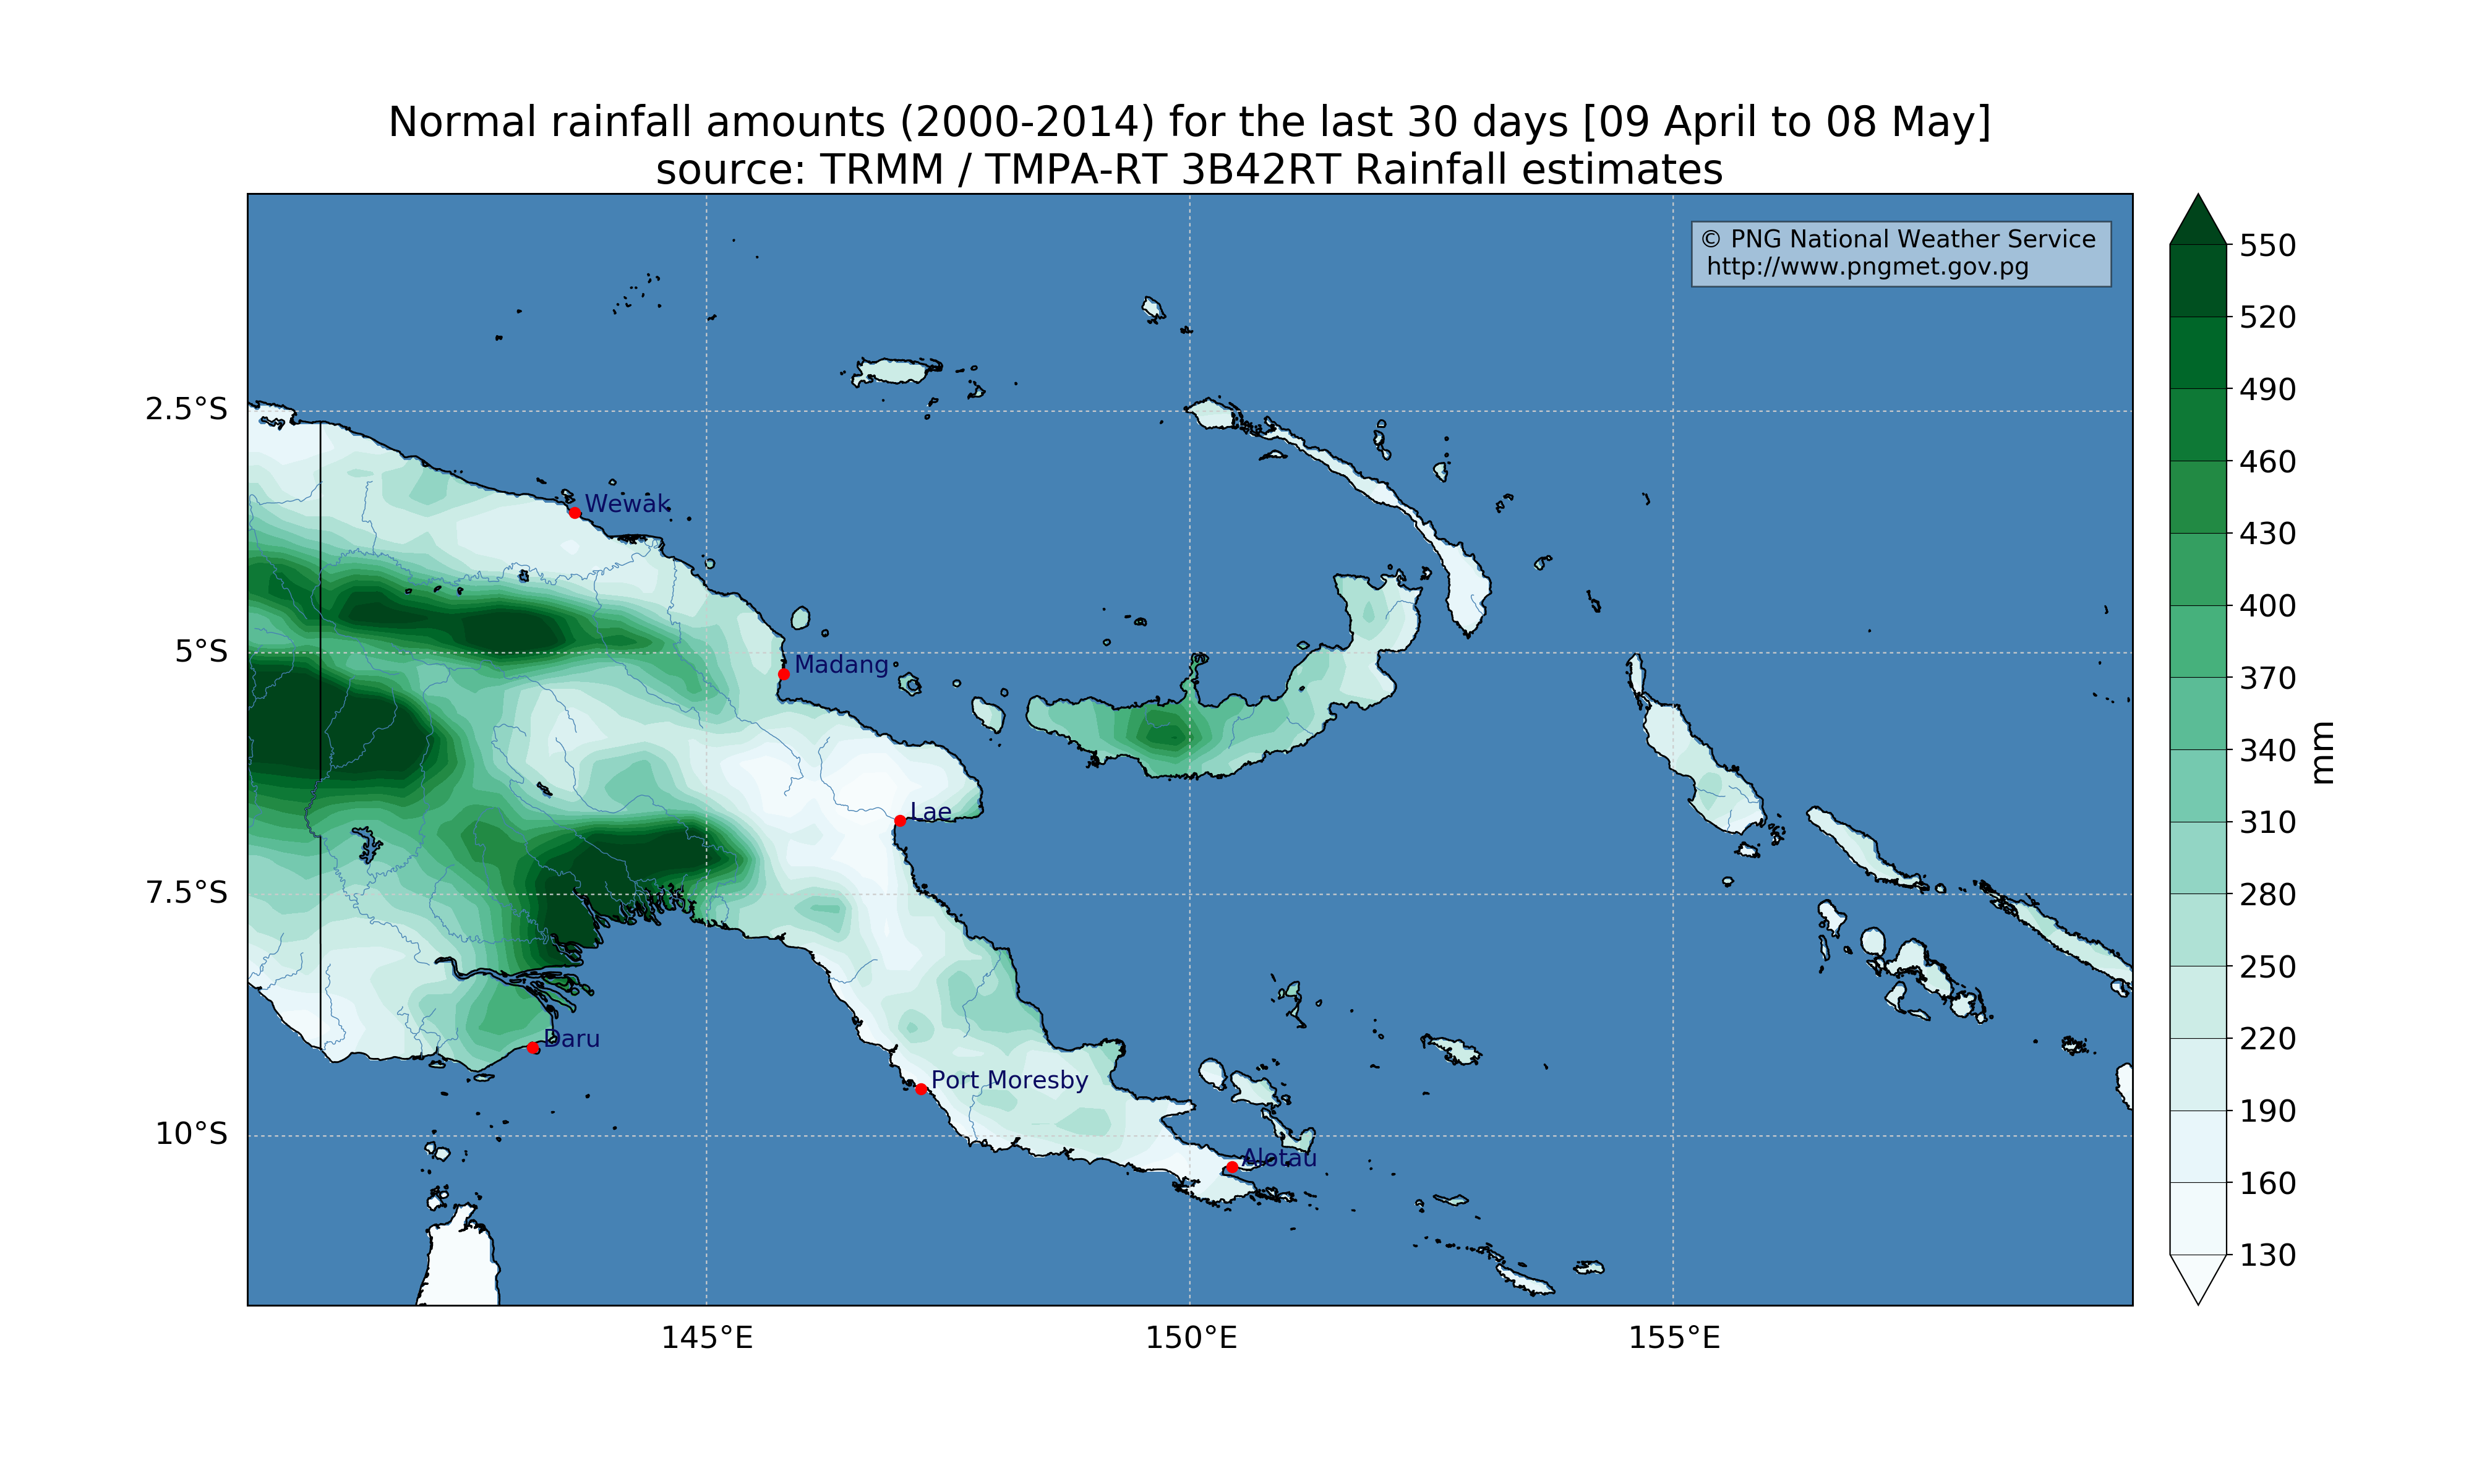 Normal rainfall amounts (2000-2014) for the last 30 days [09 April to 08 May]
source: TRMM / TMPA-RT 3B42RT Rainfall estimates
© PNG National Weather Service
http://www.pngmet.gov.pg
550
520
490
460
430
400
370
340
310
280
250
220
190
160
130
mm
2.5°S
5°S
7.5°S
10°S
Wewak
Madang
Lae
Daru
Port Moresby
Alotau
145°E
150°E
155°E